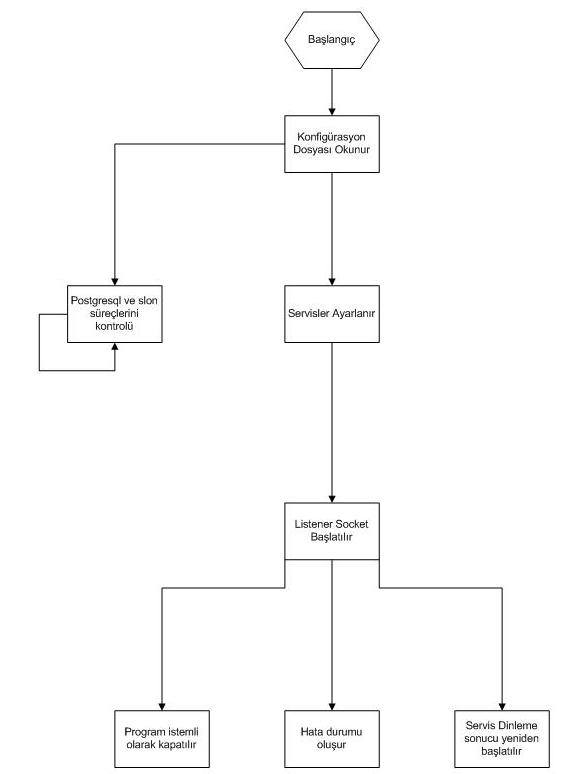 Başlangıç
Konfigürasyon
Dosyası Okunur
Postgresql ve slon
süreçlerini
kontrolü
Servisler Ayarlanır
Listener Socket
Başlatılır
Program istemli
olarak kapatılır
Hata durumu
oluşur
Servis Dinleme
sonucu yeniden
başlatılır